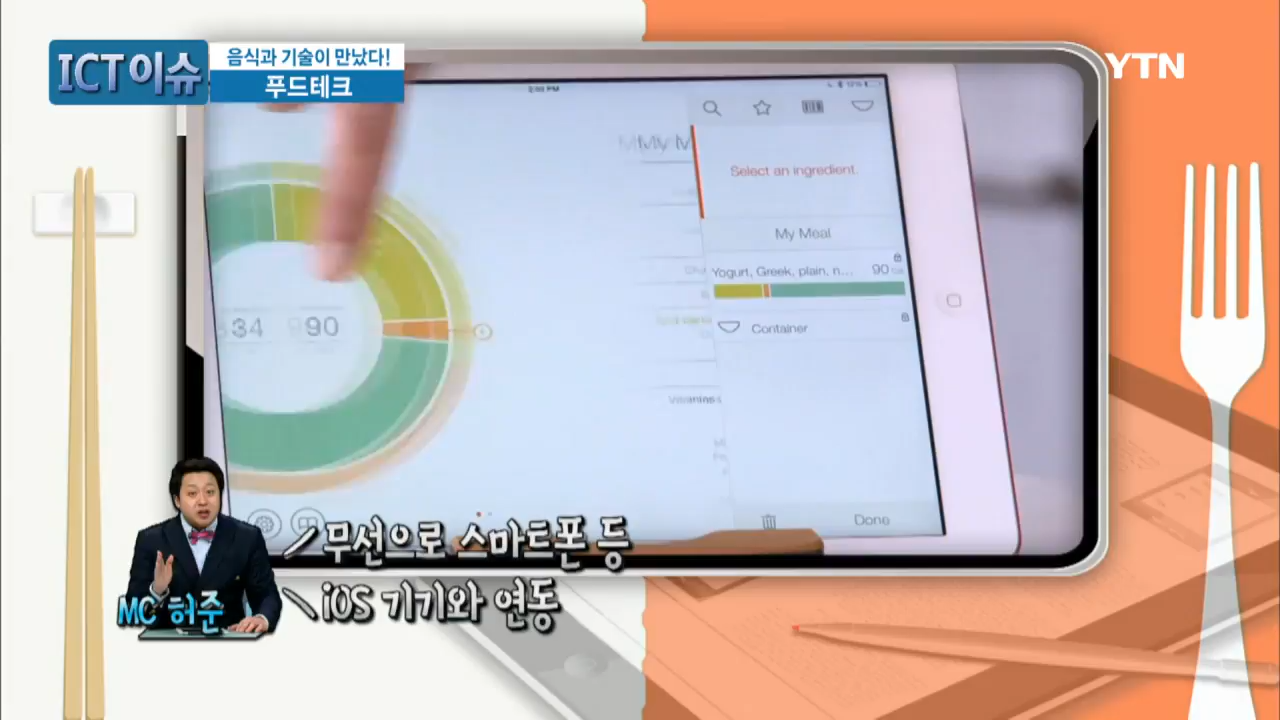 ICT이슈
음식과 기술이 만났다!
푸드테크
YTN
Select an ingredient.
My Meal
Yogurt, Greek, plain, n...
90
Container
34
90
Done
무선으로 스마트폰 등
iOS 기기와 연동
MC 허준